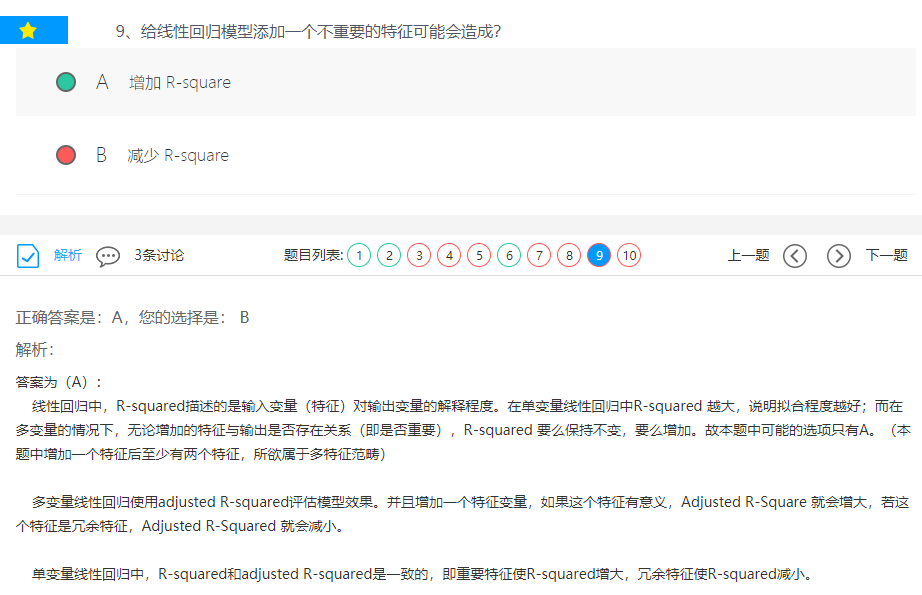 9、给线性回归模型添加一个不重要的特征可能会造成？
A 增加 R-square
B 减少 R-square
解析 3条讨论 题目列表: 1 2 3 4 5 6 7 8 9 10 上一题 下一题
正确答案是：A，您的选择是： B
解析：
答案为（A）：
线性回归中，R-squared描述的是输入变量（特征）对输出变量的解释程度。在单变量线性回归中R-squared 越大，说明拟合程度越好；而在
多变量的情况下，无论增加的特征与输出是否存在关系（即是否重要），R-squared 要么保持不变，要么增加。故本题中可能的选项只有A。（本
题中增加一个特征后至少有两个特征，所欲属于多特征范畴）
多变量线性回归使用adjusted R-squared评估模型效果。并且增加一个特征变量，如果这个特征有意义，Adjusted R-Square 就会增大，若这
个特征是冗余特征，Adjusted R-Squared 就会减小。
单变量线性回归中，R-squared和adjusted R-squared是一致的，即重要特征使R-squared增大，冗余特征使R-squared减小。